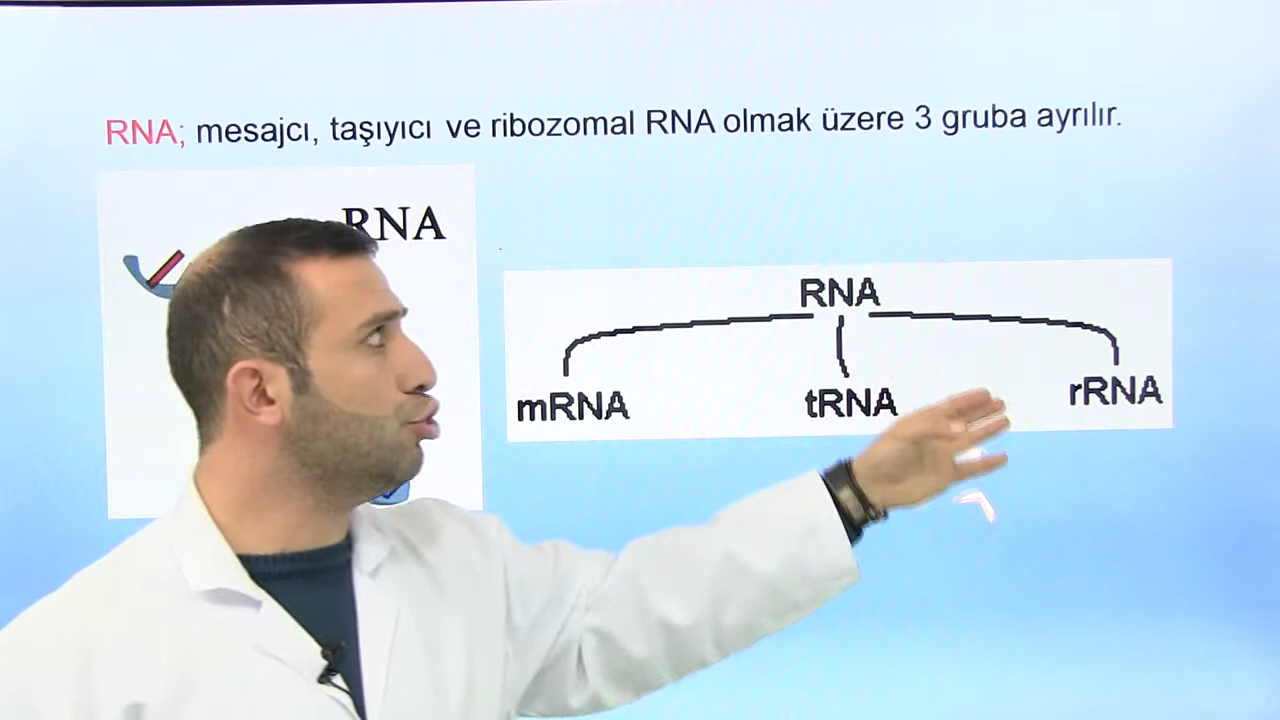 RNA; mesajcı, taşıyıcı ve ribozomal RNA olmak üzere 3 gruba ayrılır.
RNA
RNA
mRNA tRNA rRNA